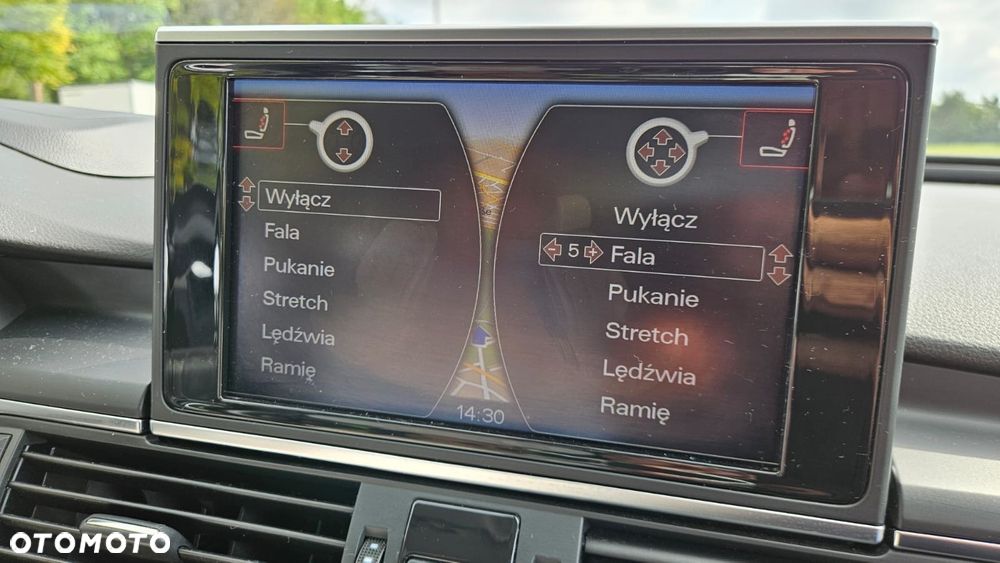 Wyłącz
Fala
Pukanie
Stretch
Lędźwia
Ramię
Wyłącz
5 Fala
Pukanie
Stretch
Lędźwia
Ramię
14:30
OTOMOTO